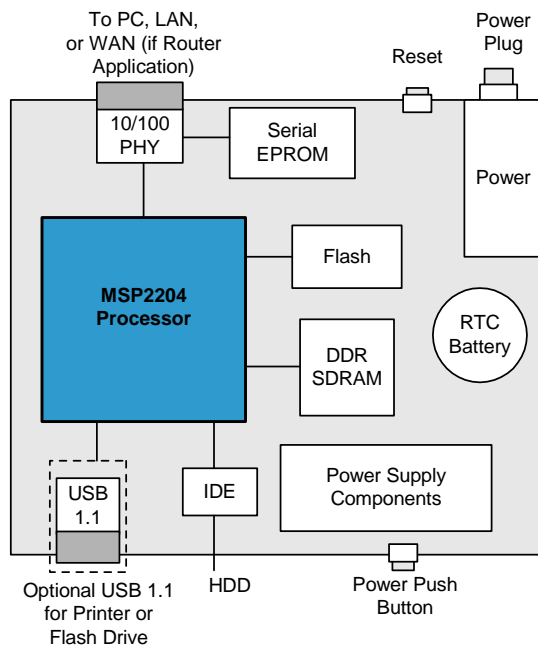 To PC, LAN,
or WAN (if Router
Application)
Reset
Power
Plug
10/100
PHY
Serial
EPROM
Power
MSP2204
Processor
Flash
DDR
SDRAM
RTC
Battery
USB
1.1
IDE
Power Supply
Components
Optional USB 1.1
for Printer or
Flash Drive
HDD
Power Push
Button